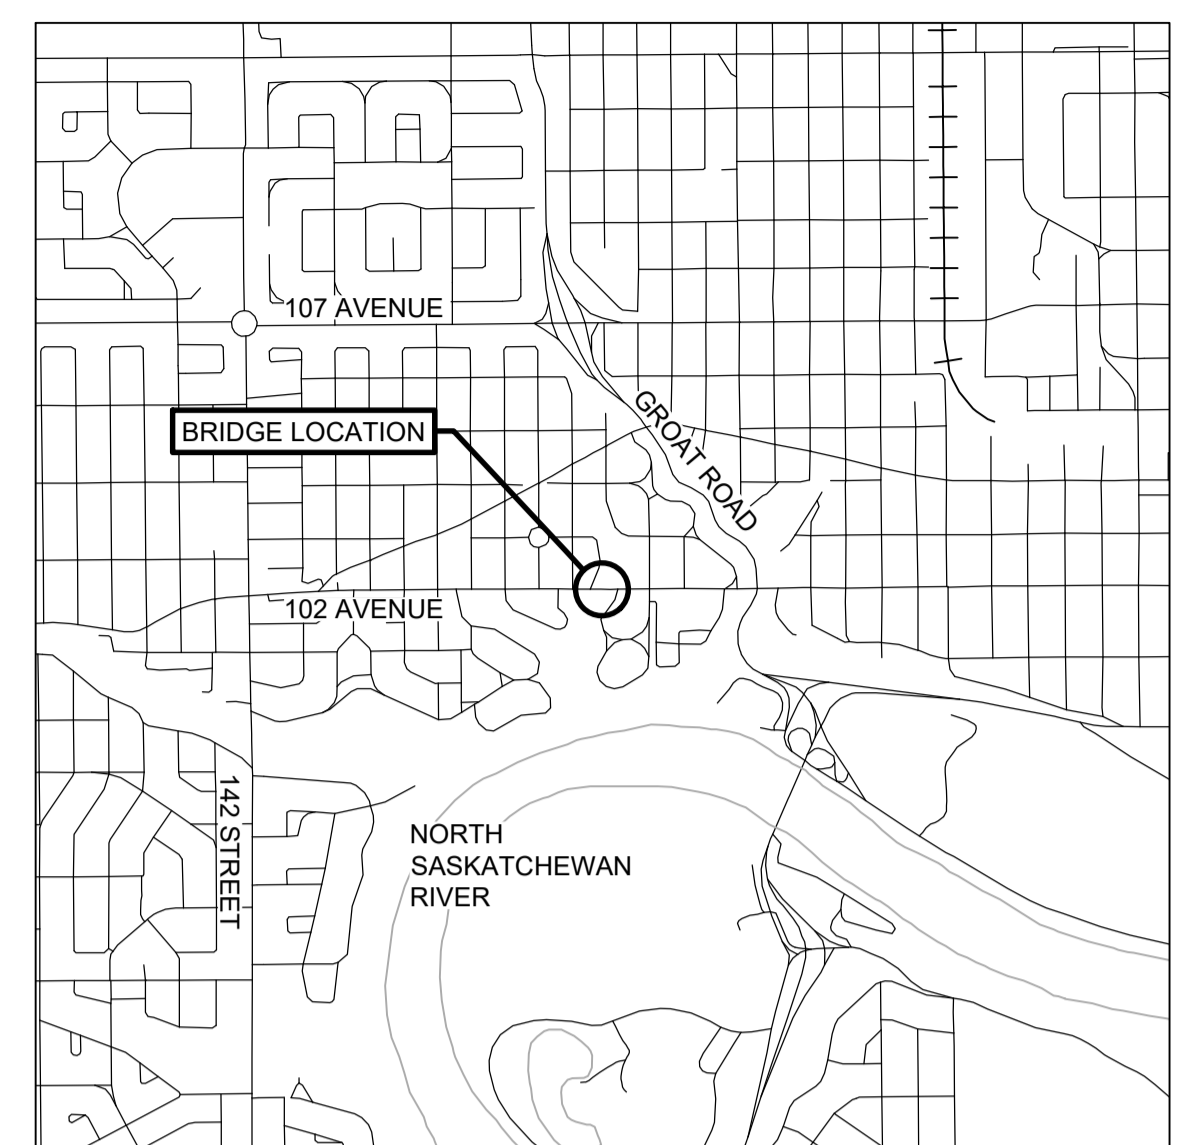 107 AVENUE
BRIDGE LOCATION
GROAT ROAD
102 AVENUE
142 STREET
NORTH
SASKATCHEWAN
RIVER